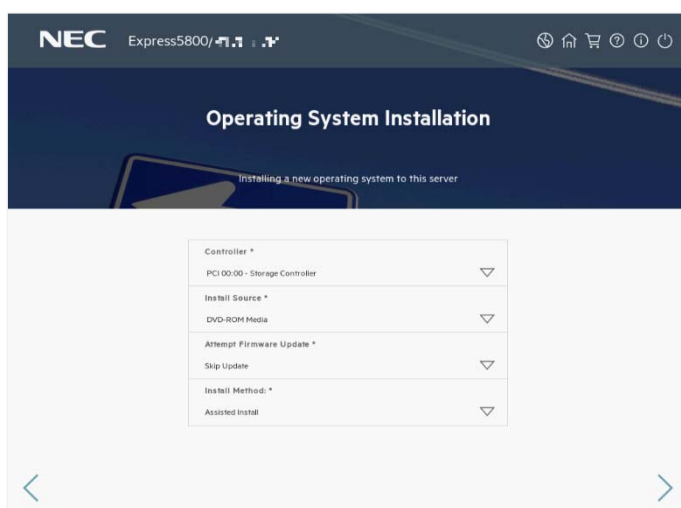 NEC Express5800/
Operating System Installation
Installing a new operating system to this server
Controller *
PCI 00:00 - Storage Controller
Install Source *
DVD-ROM Media
Attempt Firmware Update *
Skip Update
Install Method: *
Assisted Install